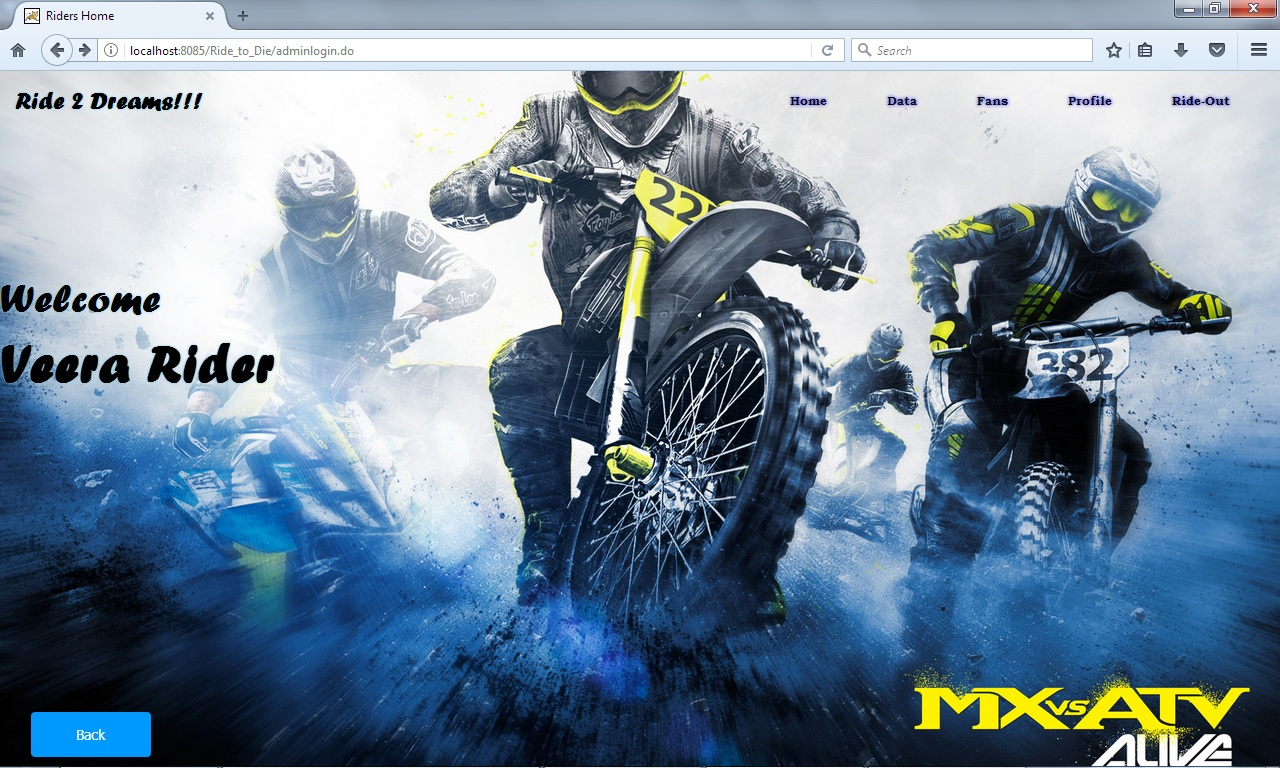 Riders Home
localhost:8085/Ride_to_Die/adminlogin.do
Search
Ride 2 Dreams!!!
Home Data Fans Profile Ride-Out
22
Welcome
Veera Rider
382
MX vs ATV
ALIVE
Back